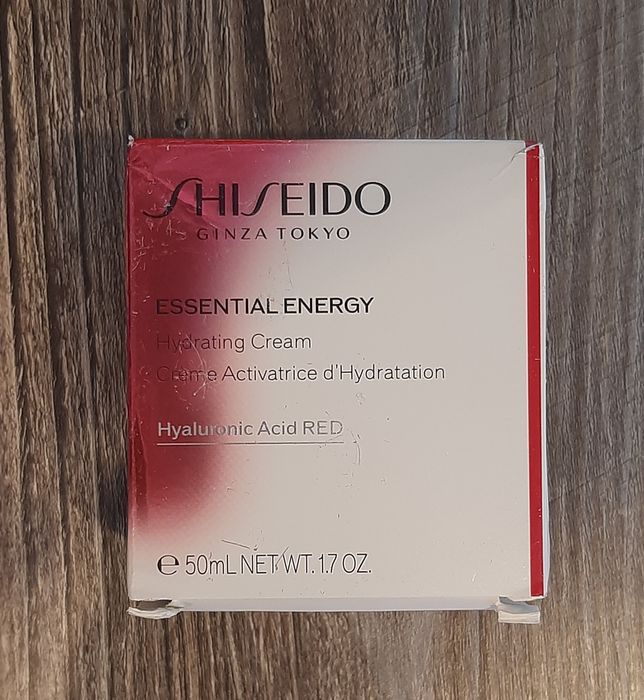 SHISEIDO
GINZA TOKYO
ESSENTIAL ENERGY
Hydrating Cream
Crème Activatrice d'Hydratation
Hyaluronic Acid RED
℮ 50mL NET WT. 1.7 OZ.